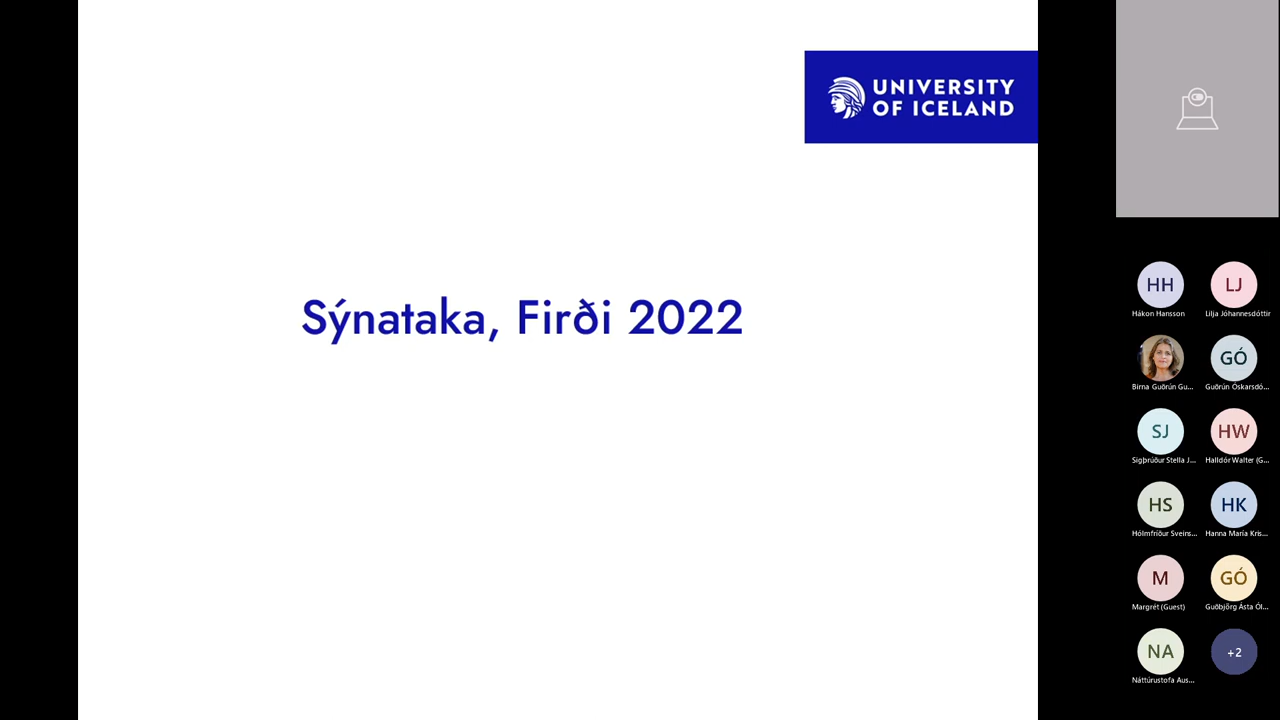 UNIVERSITY
OF ICELAND
Sýnataka, Firði 2022
HH
LJ
Hákon Hansson
Lilja Jóhannesdóttir
GÓ
Birna Guðrún Gu...
Guðrún Óskarsdó...
SJ
HW
Sigþrúður Stella J...
Halldór Walter (G...
HS
HK
Hólmfríður Sveins...
Hanna María Kris...
M
GÓ
Margrét (Guest)
Guðbjörg Ásta Ól...
NA
+2
Náttúrustofa Aus...